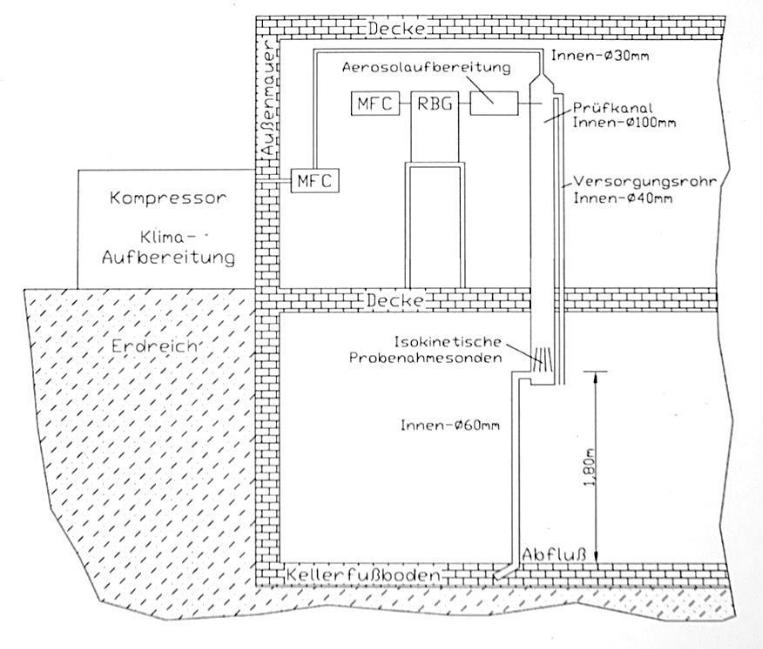 Decke
Innen-Ø30mm
Aerosolaufbereitung
Außenmauer
MFC
RBG
Prüfkanal
Innen-Ø100mm
MFC
Versorgungsrohr
Innen-Ø40mm
Kompressor
Klima-
Aufbereitung
Decke
Erdreich
Isokinetische
Probenahmesonden
Innen-Ø60mm
1,80m
Abfluß
Kellerfußboden